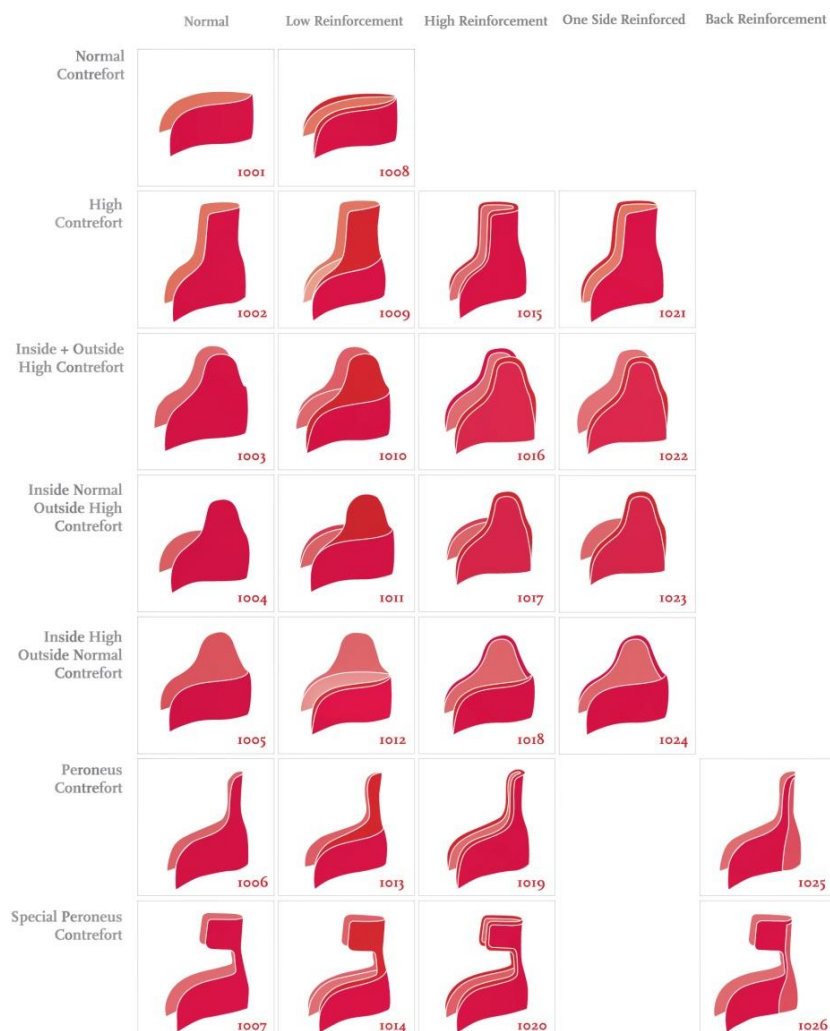 Normal Low Reinforcement High Reinforcement One Side Reinforced Back Reinforcement
Normal
Contrefort
1001 1008
High
Contrefort
1002 1009 1015 1021
Inside + Outside
High Contrefort
1003 1010 1016 1022
Inside Normal
Outside High
Contrefort
1004 1011 1017 1023
Inside High
Outside Normal
Contrefort
1005 1012 1018 1024
Peroneus
Contrefort
1006 1013 1019 1025
Special Peroneus
Contrefort
1007 1014 1020 1026